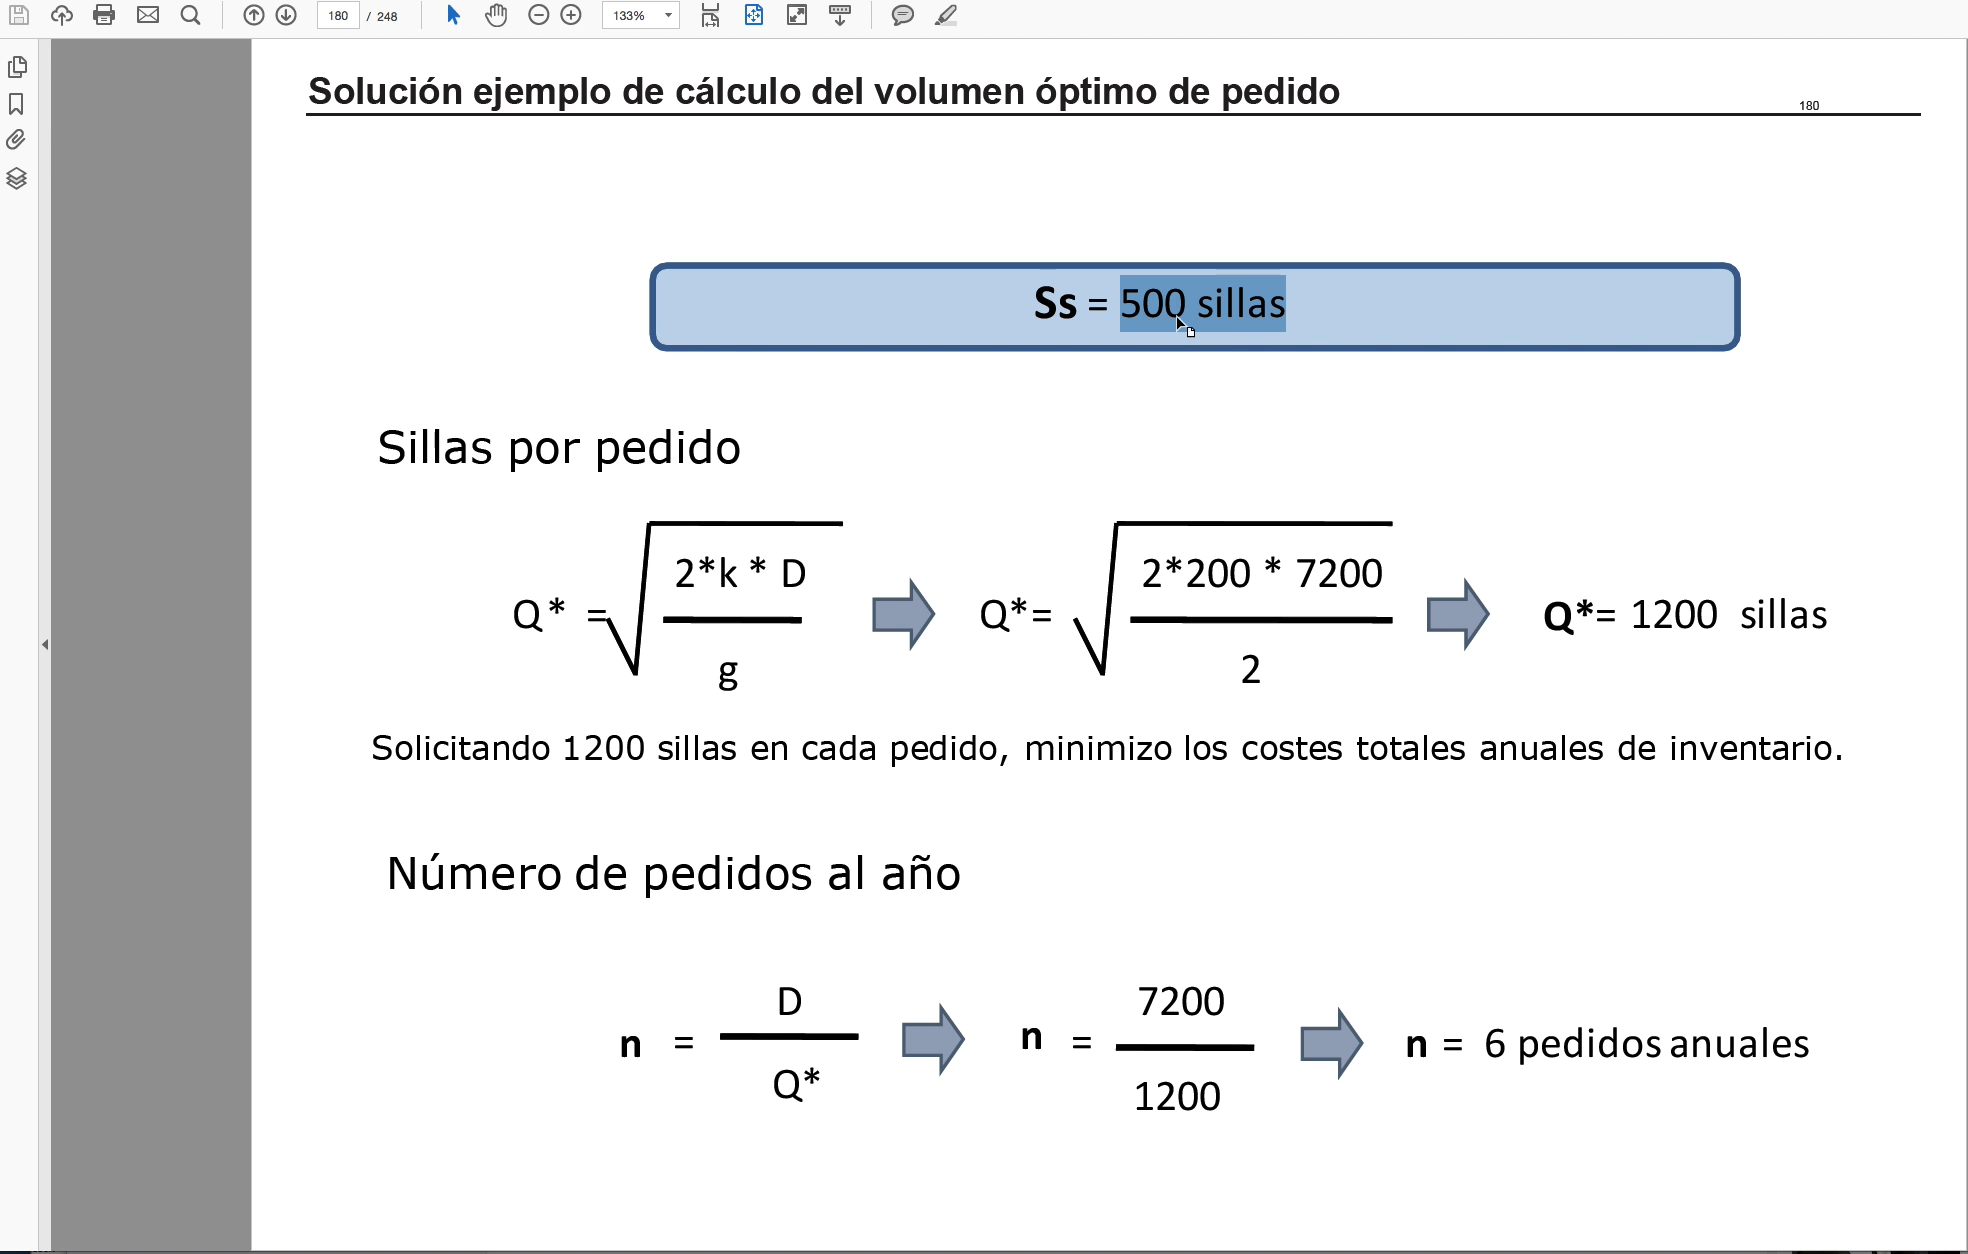 180 / 248 133%
Solución ejemplo de cálculo del volumen óptimo de pedido
180
Ss = 500 sillas
Sillas por pedido
2*k * D
2*200 * 7200
Q* =
Q*=
Q*= 1200 sillas
g
2
Solicitando 1200 sillas en cada pedido, minimizo los costes totales anuales de inventario.
Número de pedidos al año
D
7200
n =
n =
n = 6 pedidos anuales
Q*
1200